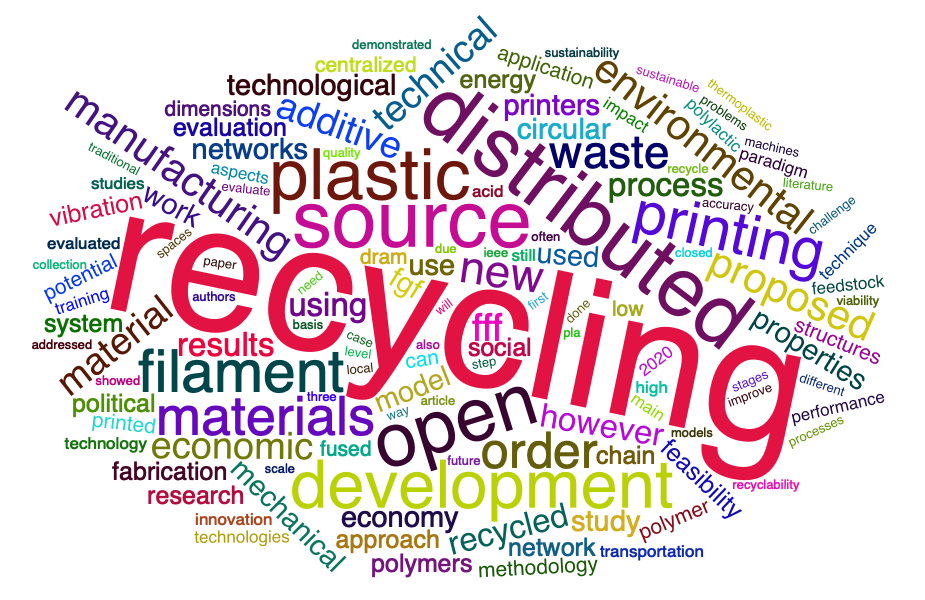 demonstrated
centralized
technical
sustainability
technological
energy
application
sustainable
thermoplastic
dimensions
additive
printers
environmental
problems
evaluation
distributed
circular
impact
polylactic
manufacturing
networks
quality
waste
machines
paradigm
traditional
aspects
plastic
recycle
literature
studies
evaluate
acid
process
work
source
accuracy
challenge
vibration
printing
evaluated
spaces
often
technique
collection
paper
dram
due
ieee
still
used
closed
proposed
potential
fgf
use
new
feedstock
training
authors
need
recycling
viability
system
using
will
first
done
low
properties
material
basis
fff
structures
addressed
results
case
also
social
pla
level
can
step
2020
showed
filament
local
high
stages
different
political
three
model
improve
main
performance
printed
materials
way
article
open
however
models
processes
technology
economic
fused
order
chain
fabrication
scale
future
feasibility
mechanical
development
research
recyclability
innovation
economy
recycled
study
polymer
technologies
approach
network
transportation
polymers
methodology